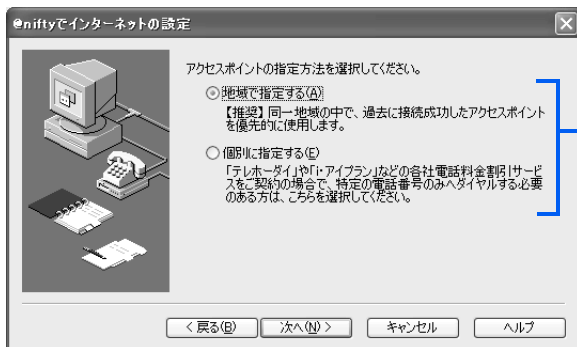 @niftyでインターネットの設定
アクセスポイントの指定方法を選択してください。
地域で指定する(A)
【推奨】同一地域の中で、過去に接続成功したアクセスポイント
を優先的に使用します。
個別に指定する(E)
「テレホーダイ」や「i・アイプラン」などの各社電話料金割引サービ
スをご契約の場合で、特定の電話番号のみへダイヤルする必要
のある方は、こちらを選択してください。
< 戻る(B)
次へ(N) >
キャンセル
ヘルプ